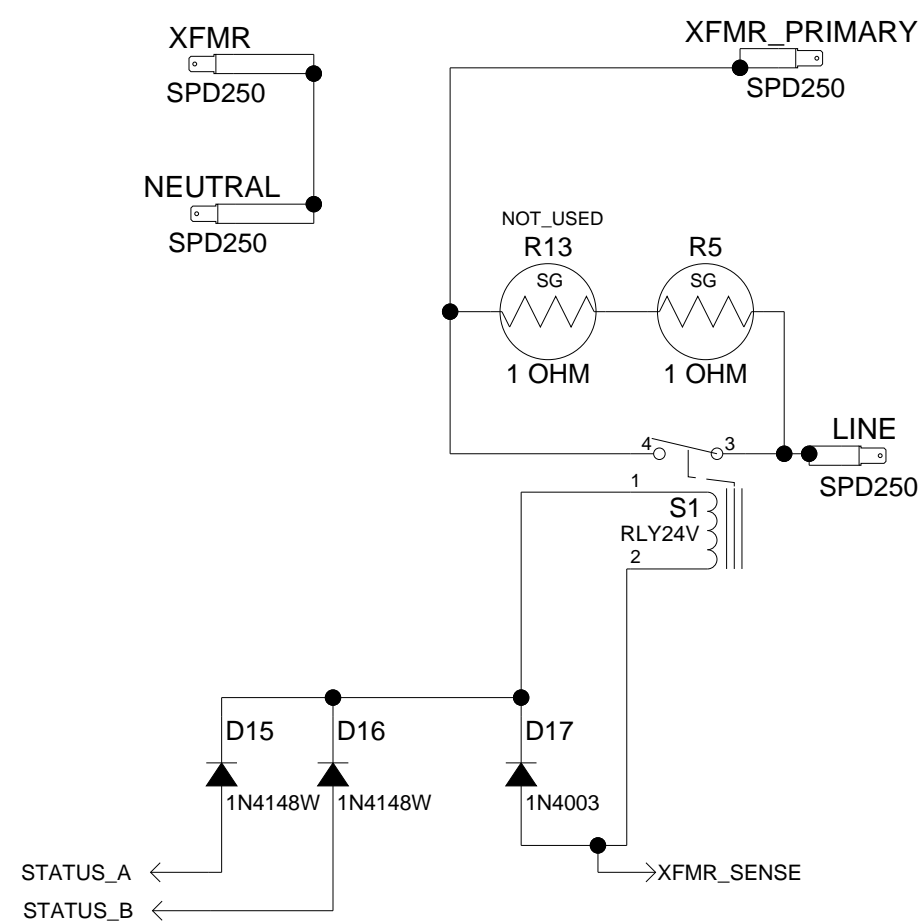 XFMR
SPD250
XFMR_PRIMARY
SPD250
NEUTRAL
SPD250
NOT_USED
R13
SG
1 OHM
R5
SG
1 OHM
4
3
LINE
SPD250
1
S1
RLY24V
2
D15
1N4148W
D16
1N4148W
D17
1N4003
STATUS_A
XFMR_SENSE
STATUS_B